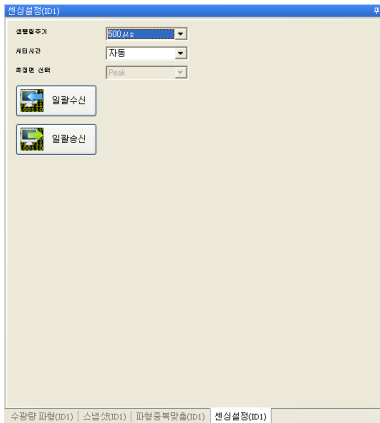 센싱설정(ID1)
샘플링주기 500㎲
셔터시간 자동
측정면 선택 Peak
일괄수신
일괄송신
수광량 파형(ID1) 스냅샷(ID1) 파형중복맞춤(ID1) 센싱설정(ID1)